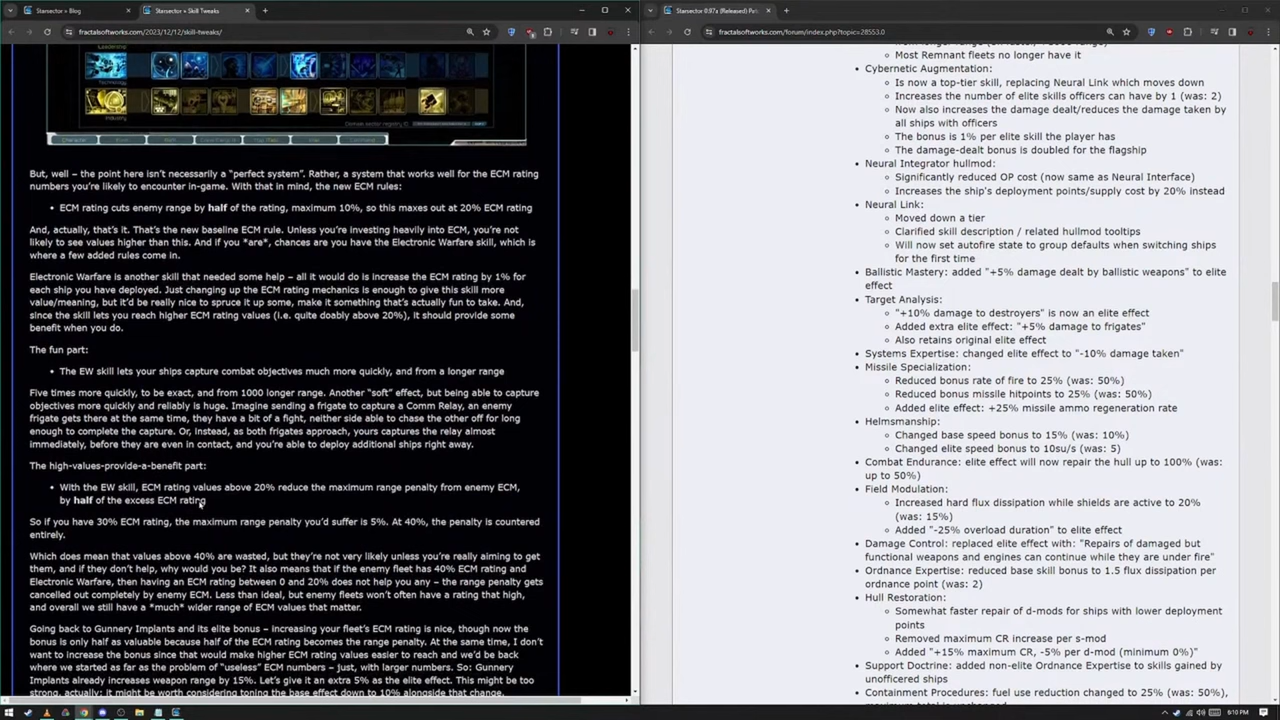 Starsector » Blog
Starsector » Skill Tweaks
fractalsoftworks.com/2023/12/12/skill-tweaks/
Leadership
Technology
Industry
But, well – the point here isn't necessarily a "perfect system". Rather, a system that works well for the ECM rating
numbers you're likely to encounter in-game. With that in mind, the new ECM rules:
• ECM rating cuts enemy range by half of the rating, maximum 10%, so this maxes out at 20% ECM rating
And, actually, that's it. That's the new baseline ECM rule. Unless you're investing heavily into ECM, you're not
likely to see values higher than this. And if you *are*, chances are you have the Electronic Warfare skill, which is
where a few added rules come in.
Electronic Warfare is another skill that needed some help – all it would do is increase the ECM rating by 1% for
each ship you have deployed. Just changing up the ECM rating mechanics is enough to give this skill more
value/meaning, but it'd be really nice to spruce it up some, make it something that's actually fun to take. And,
since the skill lets you reach higher ECM rating values (i.e. quite doably above 20%), it should provide some
benefit when you do.
The fun part:
• The EW skill lets your ships capture combat objectives much more quickly, and from a longer range
Five times more quickly, to be exact, and from 1000 longer range. Another "soft" effect, but being able to capture
objectives more quickly and reliably is huge. Imagine sending a frigate to capture a Comm Relay, an enemy
frigate gets there at the same time, they have a bit of a fight, neither side able to chase the other off for long
enough to complete the capture. Or, instead, as both frigates approach, yours captures the relay almost
immediately, before they are even in contact, and you're able to deploy additional ships right away.
The high-values-provide-a-benefit part:
• With the EW skill, ECM rating values above 20% reduce the maximum range penalty from enemy ECM,
by half of the excess ECM rating
So if you have 30% ECM rating, the maximum range penalty you'd suffer is 5%. At 40%, the penalty is countered
entirely.
Which does mean that values above 40% are wasted, but they're not very likely unless you're really aiming to get
them, and if they don't help, why would you be? It also means that if the enemy fleet has 40% ECM rating and
Electronic Warfare, then having an ECM rating between 0 and 20% does not help you any – the range penalty gets
cancelled out completely by enemy ECM. Less than ideal, but enemy fleets won't often have a rating that high,
and overall we still have a *much* wider range of ECM values that matter.
Going back to Gunnery Implants and its elite bonus – increasing your fleet's ECM rating is nice, though now the
bonus is only half as valuable because half of the ECM rating becomes the range penalty. At the same time, I don't
want to increase the bonus since that would make higher ECM rating values easier to reach and we'd be back
where we started as far as the problem of "useless" ECM numbers – just, with larger numbers. So: Gunnery
Implants already increases weapon range by 15%. Let's give it an extra 5% as the elite effect. This might be too
strong, actually; it might be worth considering toning the base effect down to 10% alongside that change.
Starsector 0.97a (Released) Pat
fractalsoftworks.com/forum/index.php?topic=28553.0
◦ Most Remnant fleets no longer have it
• Cybernetic Augmentation:
◦ Is now a top-tier skill, replacing Neural Link which moves down
◦ Increases the number of elite skills officers can have by 1 (was: 2)
◦ Now also increases the damage dealt/reduces the damage taken by
all ships with officers
◦ The bonus is 1% per elite skill the player has
◦ The damage-dealt bonus is doubled for the flagship
• Neural Integrator hullmod:
◦ Significantly reduced OP cost (now same as Neural Interface)
◦ Increases the ship's deployment points/supply cost by 20% instead
• Neural Link:
◦ Moved down a tier
◦ Clarified skill description / related hullmod tooltips
◦ Will now set autofire state to group defaults when switching ships
for the first time
• Ballistic Mastery: added "+5% damage dealt by ballistic weapons" to elite
effect
• Target Analysis:
◦ "+10% damage to destroyers" is now an elite effect
◦ Added extra elite effect: "+5% damage to frigates"
◦ Also retains original elite effect
• Systems Expertise: changed elite effect to "-10% damage taken"
• Missile Specialization:
◦ Reduced bonus rate of fire to 25% (was: 50%)
◦ Reduced bonus missile hitpoints to 25% (was: 50%)
◦ Added elite effect: +25% missile ammo regeneration rate
• Helmsmanship:
◦ Changed base speed bonus to 15% (was: 10%)
◦ Changed elite speed bonus to 10su/s (was: 5)
• Combat Endurance: elite effect will now repair the hull up to 100% (was:
up to 50%)
• Field Modulation:
◦ Increased hard flux dissipation while shields are active to 20%
(was: 15%)
◦ Added "-25% overload duration" to elite effect
• Damage Control: replaced elite effect with: "Repairs of damaged but
functional weapons and engines can continue while they are under fire"
• Ordnance Expertise: reduced base skill bonus to 1.5 flux dissipation per
ordnance point (was: 2)
• Hull Restoration:
◦ Somewhat faster repair of d-mods for ships with lower deployment
points
◦ Removed maximum CR increase per s-mod
◦ Added "+15% maximum CR, -5% per d-mod (minimum 0%)"
• Support Doctrine: added non-elite Ordnance Expertise to skills gained by
unofficered ships
• Containment Procedures: fuel use reduction changed to 25% (was: 50%),
6:10 PM